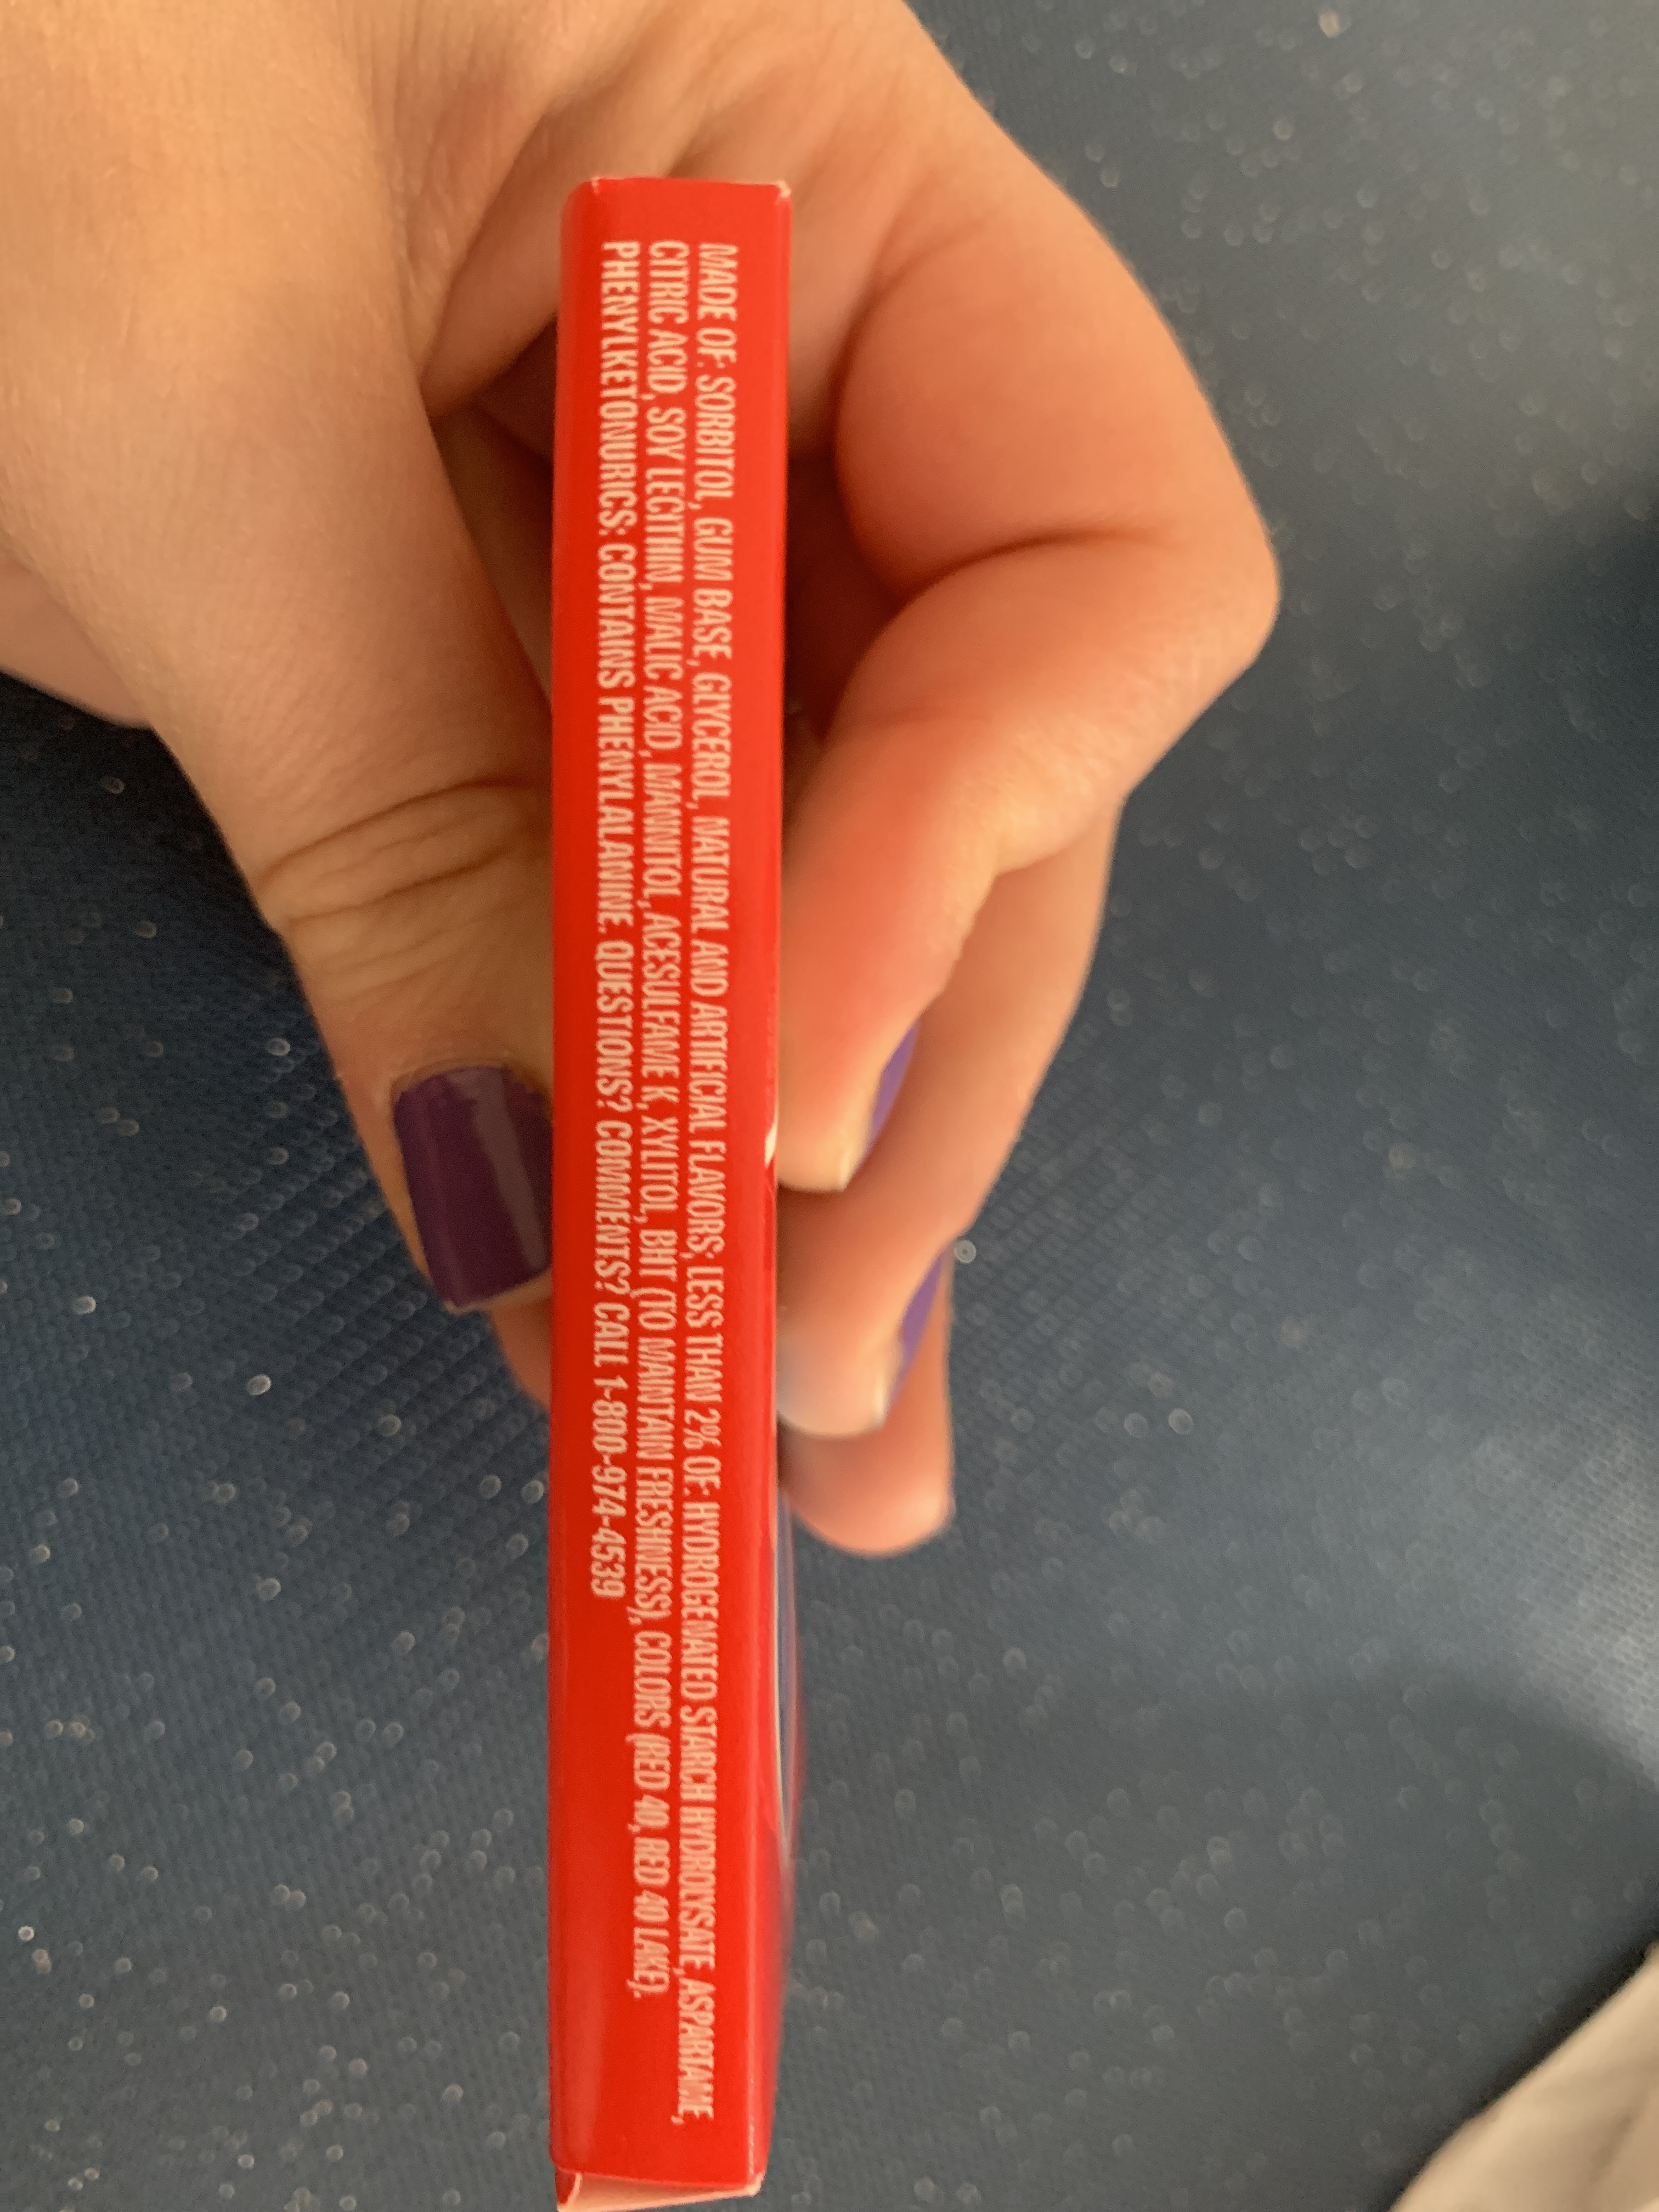 MADE OF: SORBITOL, GUM BASE, GLYCEROL, NATURAL AND ARTIFICIAL FLAVORS; LESS THAN 2% OF: HYDROGENATED STARCH HYDROLYSATE, ASPARTAME,
CITRIC ACID, SOY LECITHIN, MALIC ACID, MANNITOL, ACESULFAME K, XYLITOL, BHT (TO MAINTAIN FRESHNESS), COLORS (RED 40, RED 40 LAKE).
PHENYLKETONURICS: CONTAINS PHENYLALANINE. QUESTIONS? COMMENTS? CALL 1-800-974-4539